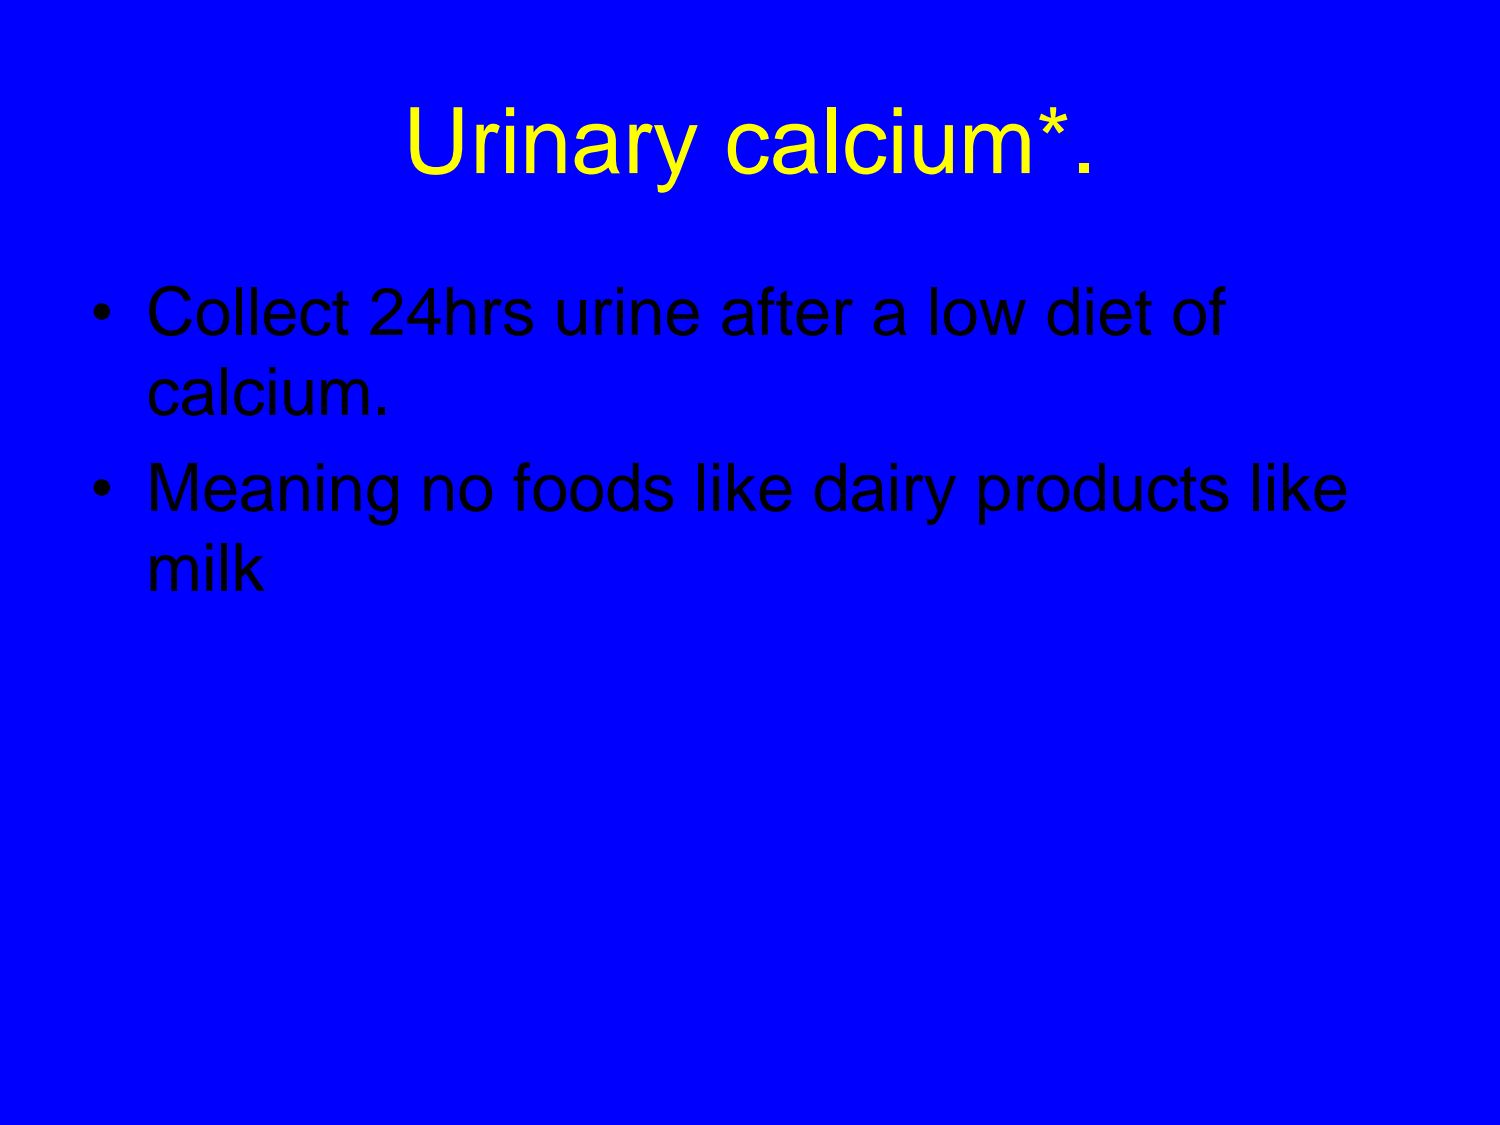 Urinary calcium*.
• Collect 24hrs urine after a low diet of
calcium.
• Meaning no foods like dairy products like
milk